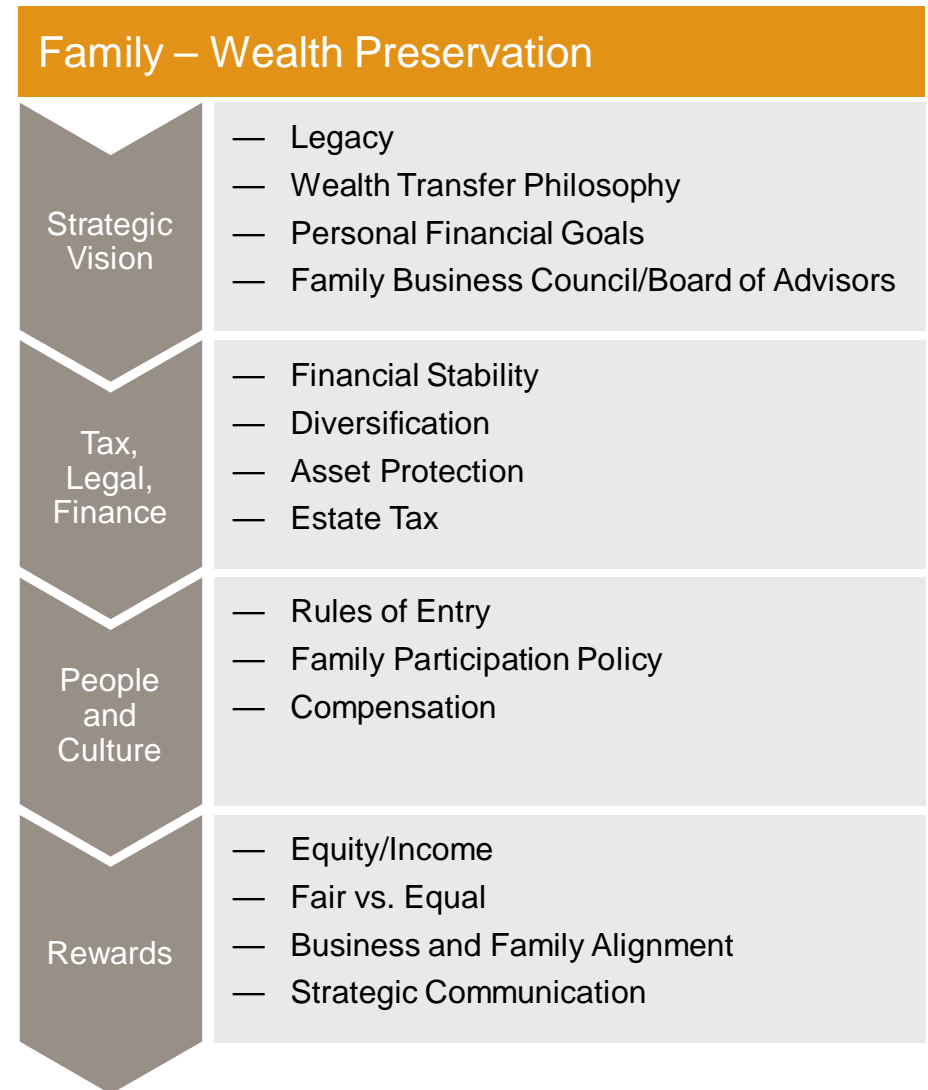 Family – Wealth Preservation
Strategic
Vision
— Legacy
— Wealth Transfer Philosophy
— Personal Financial Goals
— Family Business Council/Board of Advisors
Tax,
Legal,
Finance
— Financial Stability
— Diversification
— Asset Protection
— Estate Tax
People
and
Culture
— Rules of Entry
— Family Participation Policy
— Compensation
Rewards
— Equity/Income
— Fair vs. Equal
— Business and Family Alignment
— Strategic Communication